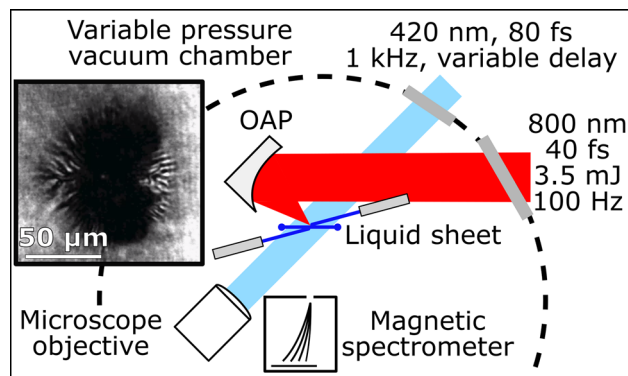 Variable pressure
vacuum chamber
420 nm, 80 fs
1 kHz, variable delay
OAP
800 nm
40 fs
3.5 mJ
100 Hz
50 µm
Liquid sheet
Microscope
objective
Magnetic
spectrometer